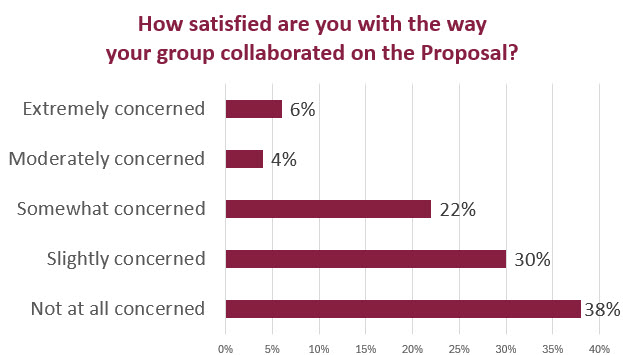 How satisfied are you with the way
your group collaborated on the Proposal?
Extremely concerned 6%
Moderately concerned 4%
Somewhat concerned 22%
Slightly concerned 30%
Not at all concerned 38%
0% 5% 10% 15% 20% 25% 30% 35% 40%